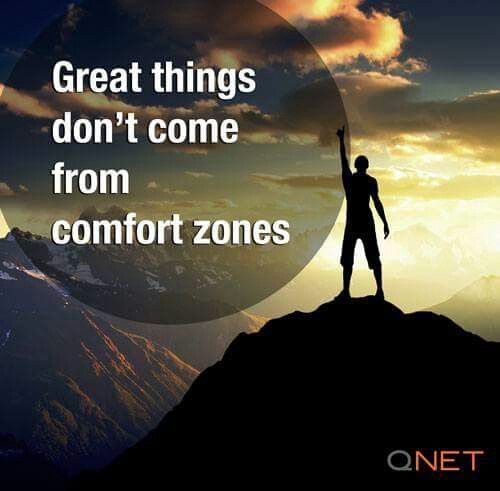 Great things
don't come
from
comfort zones
QNET